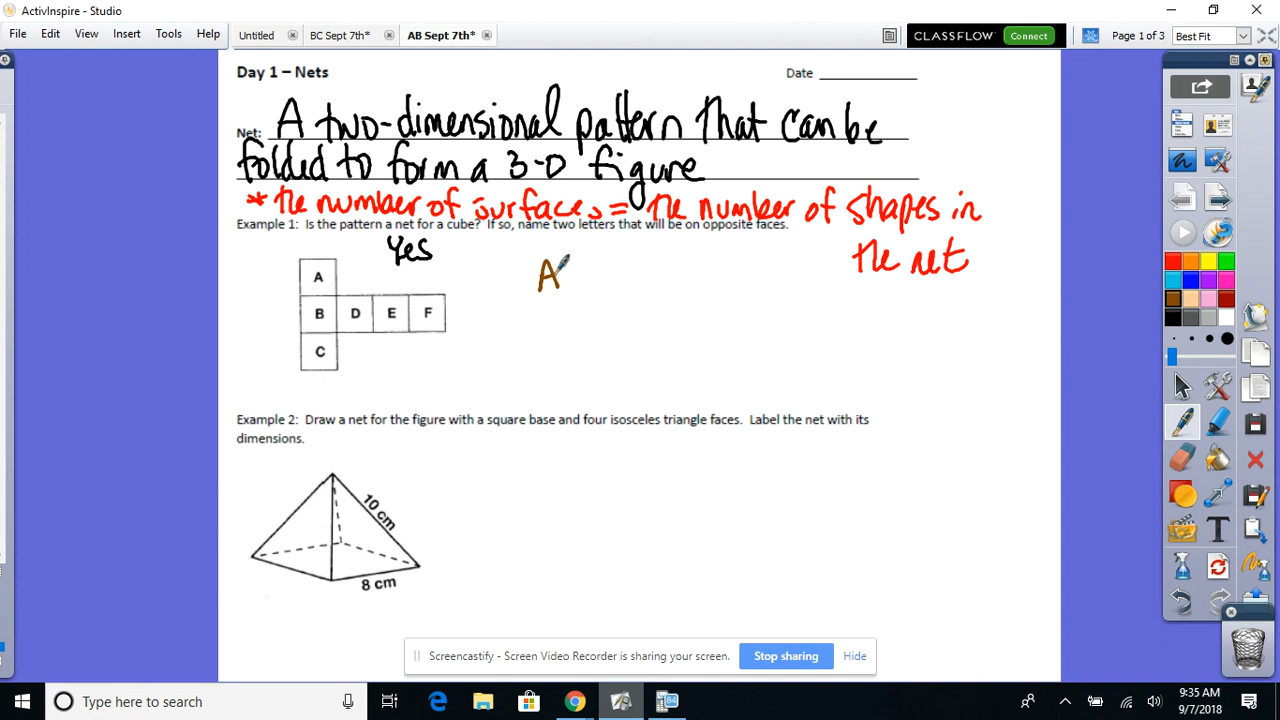 ActivInspire - Studio
File Edit View Insert Tools Help Untitled BC Sept 7th* AB Sept 7th* CLASSFLOW Connect Page 1 of 3 Best Fit
Day 1 – Nets Date
Net: A two-dimensional pattern that can be
folded to form a 3-D figure
* the number of surfaces = the number of shapes in
the net
Example 1: Is the pattern a net for a cube? If so, name two letters that will be on opposite faces.
Yes
A
A
B D E F
C
Example 2: Draw a net for the figure with a square base and four isosceles triangle faces. Label the net with its
dimensions.
10 cm
8 cm
Screencastify - Screen Video Recorder is sharing your screen. Stop sharing Hide
Type here to search
9:35 AM
9/7/2018